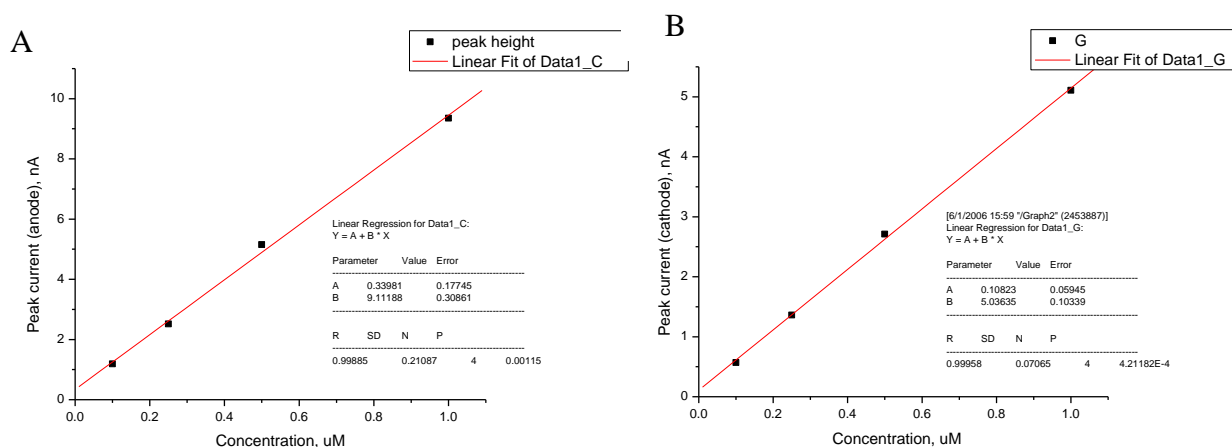 A
peak height
Linear Fit of Data1_C
Peak current (anode), nA
10
8
6
4
2
0
Linear Regression for Data1_C:
Y = A + B * X
Parameter Value Error
------------------------------------------------------------
A 0.33981 0.17745
B 9.11188 0.30861
------------------------------------------------------------
R SD N P
------------------------------------------------------------
0.99885 0.21087 4 0.00115
0.0 0.2 0.4 0.6 0.8 1.0
Concentration, uM
B
G
Linear Fit of Data1_G
Peak current (cathode), nA
5
4
3
2
1
0
[6/1/2006 15:59 "/Graph2" (2453887)]
Linear Regression for Data1_G:
Y = A + B * X
Parameter Value Error
------------------------------------------------------------
A 0.10823 0.05945
B 5.03635 0.10339
------------------------------------------------------------
R SD N P
------------------------------------------------------------
0.99958 0.07065 4 4.21182E-4
0.0 0.2 0.4 0.6 0.8 1.0
Concentration, uM